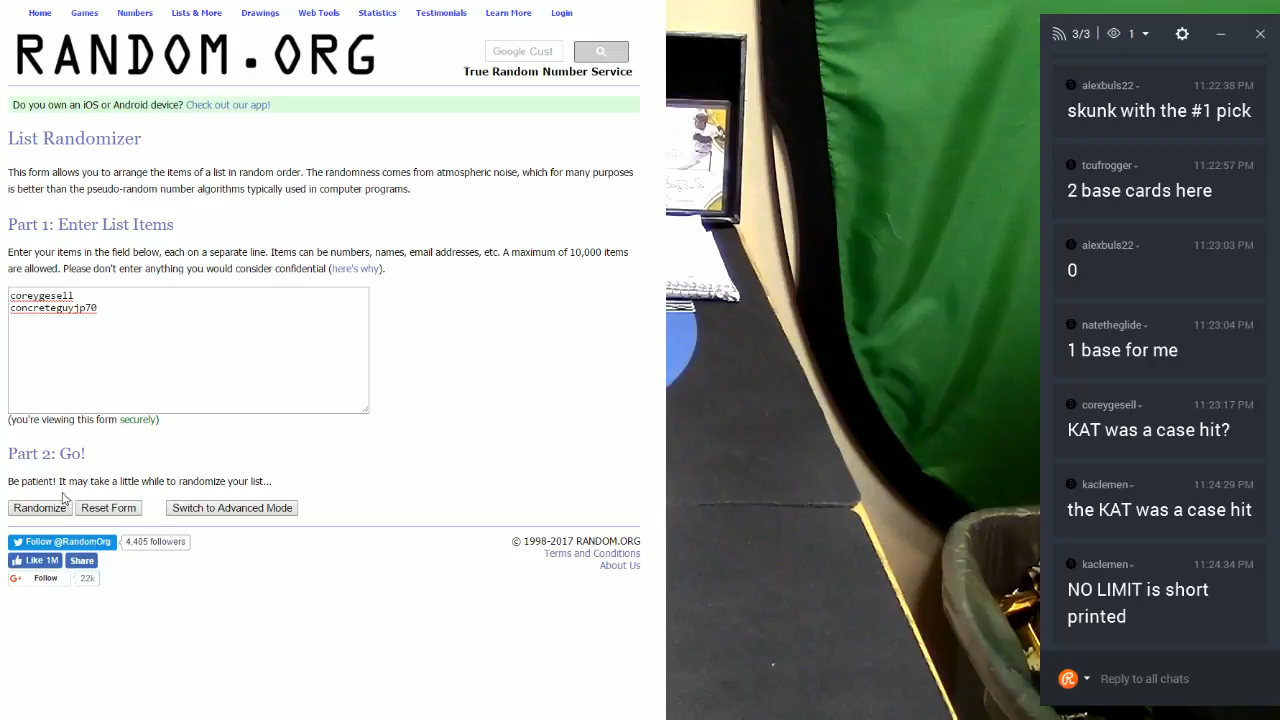 Home Games Numbers Lists & More Drawings Web Tools Statistics Testimonials Learn More Login
RANDOM.ORG
Google Cust
True Random Number Service
Do you own an iOS or Android device? Check out our app!
List Randomizer
This form allows you to arrange the items of a list in random order. The randomness comes from atmospheric noise, which for many purposes
is better than the pseudo-random number algorithms typically used in computer programs.
Part 1: Enter List Items
Enter your items in the field below, each on a separate line. Items can be numbers, names, email addresses, etc. A maximum of 10,000 items
are allowed. Please don't enter anything you would consider confidential (here's why).
coreygesell
concreteguyjp70
(you're viewing this form securely)
Part 2: Go!
Be patient! It may take a little while to randomize your list...
Randomize Reset Form Switch to Advanced Mode
Follow @RandomOrg 4,405 followers
Like 1M Share
G+ Follow 22k
© 1998-2017 RANDOM.ORG
Terms and Conditions
About Us
3/3 1
alexbuls22 11:22:38 PM
skunk with the #1 pick
tcufrogger 11:22:57 PM
2 base cards here
alexbuls22 11:23:03 PM
0
natetheglide 11:23:04 PM
1 base for me
coreygesell 11:23:17 PM
KAT was a case hit?
kaclemen 11:24:29 PM
the KAT was a case hit
kaclemen 11:24:34 PM
NO LIMIT is short
printed
Reply to all chats